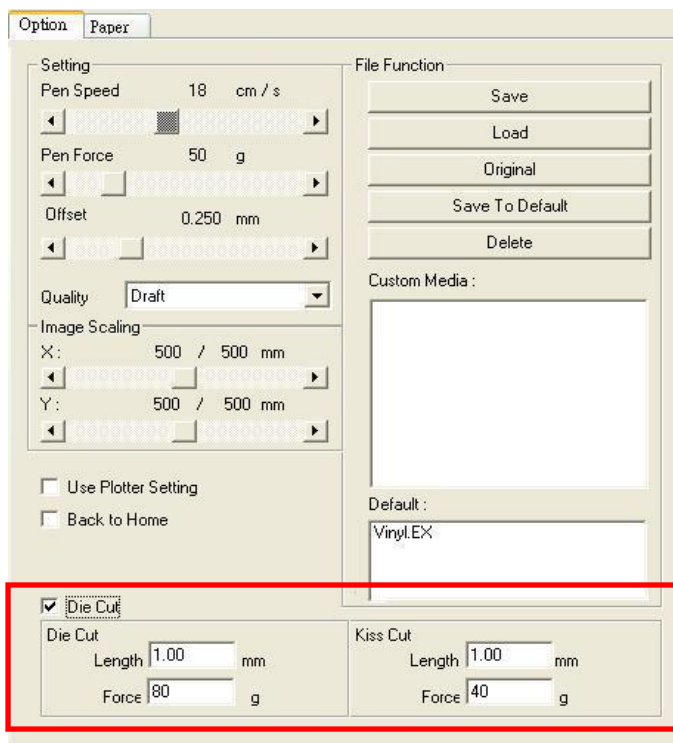 Option Paper
Setting
Pen Speed 18 cm / s
Pen Force 50 g
Offset 0.250 mm
Quality Draft
Image Scaling
X: 500 / 500 mm
Y: 500 / 500 mm
Use Plotter Setting
Back to Home
File Function
Save
Load
Original
Save To Default
Delete
Custom Media :
Default :
Vinyl.EX
Die Cut
Die Cut
Length 1.00 mm
Force 80 g
Kiss Cut
Length 1.00 mm
Force 40 g